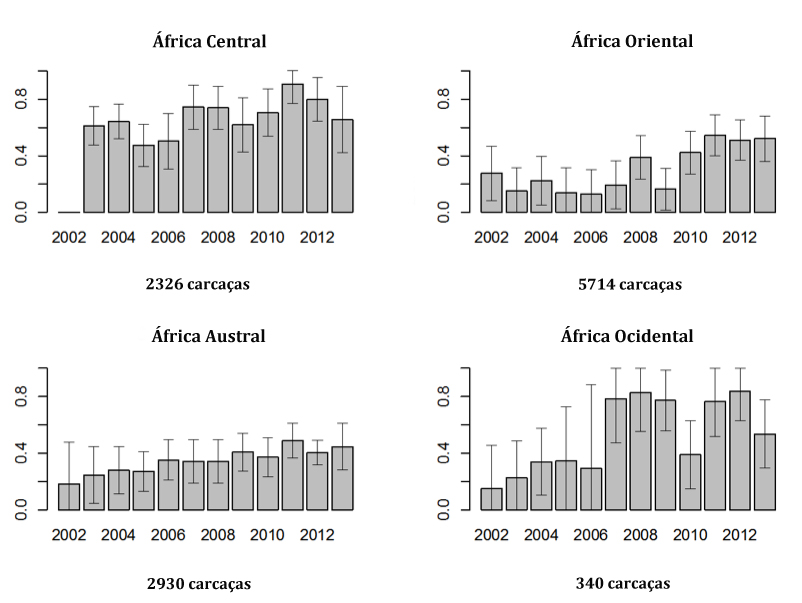 África Central
África Oriental
0.0 0.4 0.8
0.0 0.4 0.8
2002 2004 2006 2008 2010 2012
2002 2004 2006 2008 2010 2012
2326 carcaças
5714 carcaças
África Austral
África Ocidental
0.0 0.4 0.8
0.0 0.4 0.8
2002 2004 2006 2008 2010 2012
2002 2004 2006 2008 2010 2012
2930 carcaças
340 carcaças